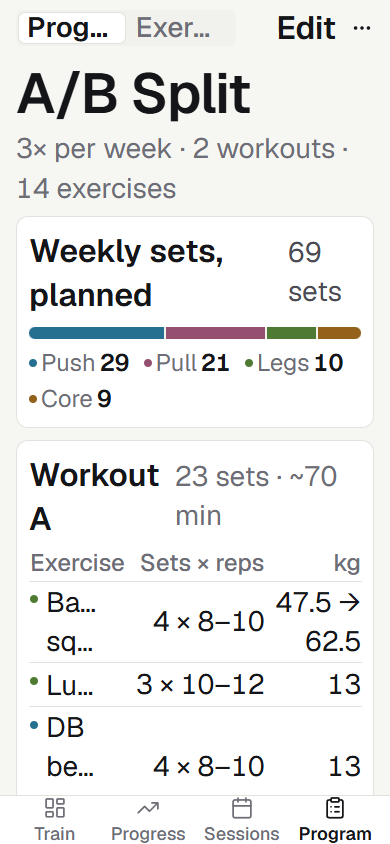 Prog... Exer... Edit ...
A/B Split
3× per week · 2 workouts ·
14 exercises
Weekly sets, planned 69 sets
Push 29 Pull 21 Legs 10
Core 9
Workout A 23 sets · ~70 min
Exercise Sets × reps kg
Ba... sq... 4 × 8–10 47.5 → 62.5
Lu... 3 × 10–12 13
DB be... 4 × 8–10 13
Train Progress Sessions Program